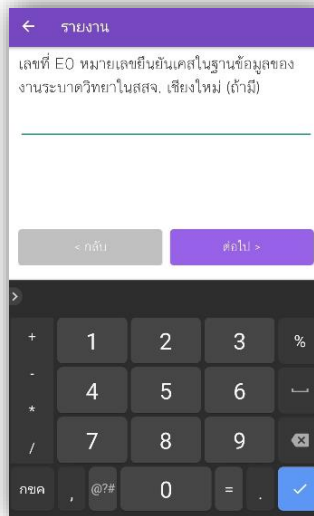 ← รายงาน
เลขที่ E0 หมายเลขยืนยันเคสในฐานข้อมูลของ
งานระบาดวิทยาในสสจ. เชียงใหม่ (ถ้ามี)
< กลับ
ต่อไป >
+ 1 2 3 %
- 4 5 6
* / 7 8 9
กขค , @?# 0 = .